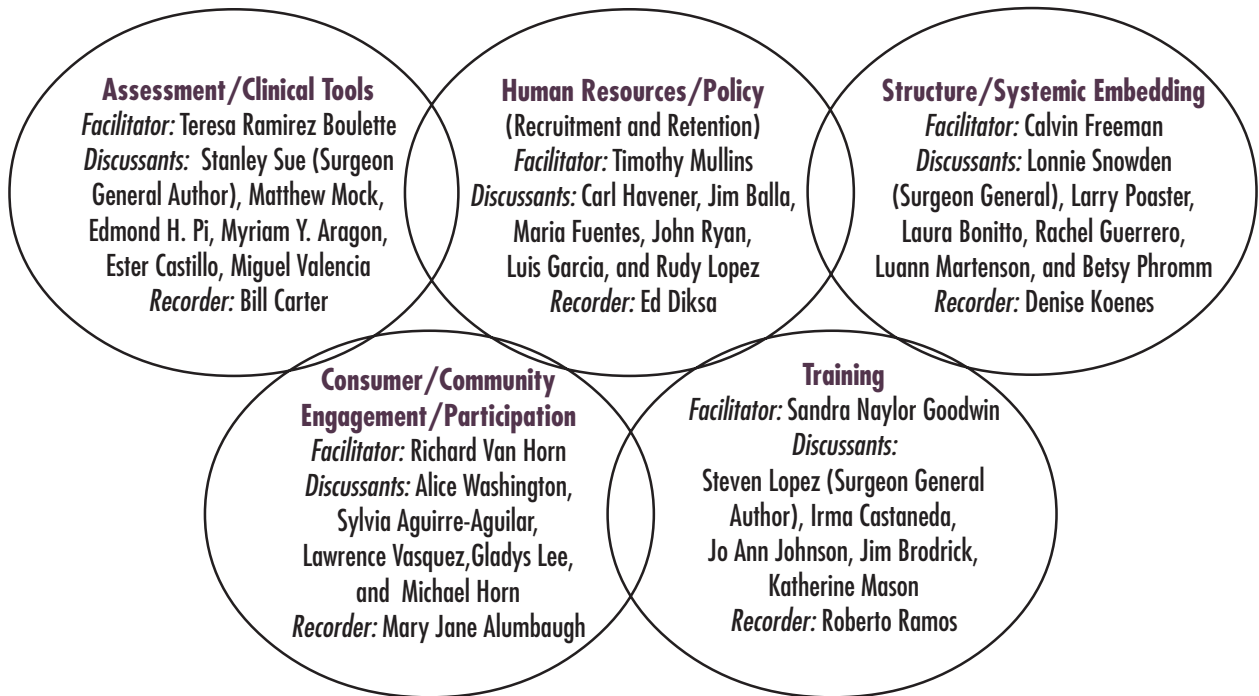 Assessment/Clinical Tools
Facilitator: Teresa Ramirez Boulette
Discussants: Stanley Sue (Surgeon
General Author), Matthew Mock,
Edmond H. Pi, Myriam Y. Aragon,
Ester Castillo, Miguel Valencia
Recorder: Bill Carter
Human Resources/Policy
(Recruitment and Retention)
Facilitator: Timothy Mullins
Discussants: Carl Havener, Jim Balla,
Maria Fuentes, John Ryan,
Luis Garcia, and Rudy Lopez
Recorder: Ed Diksa
Structure/Systemic Embedding
Facilitator: Calvin Freeman
Discussants: Lonnie Snowden
(Surgeon General), Larry Poaster,
Laura Bonitto, Rachel Guerrero,
Luann Martenson, and Betsy Phromm
Recorder: Denise Koenes
Consumer/Community
Engagement/Participation
Facilitator: Richard Van Horn
Discussants: Alice Washington,
Sylvia Aguirre-Aguilar,
Lawrence Vasquez,Gladys Lee,
and Michael Horn
Recorder: Mary Jane Alumbaugh
Training
Facilitator: Sandra Naylor Goodwin
Discussants:
Steven Lopez (Surgeon General
Author), Irma Castaneda,
Jo Ann Johnson, Jim Brodrick,
Katherine Mason
Recorder: Roberto Ramos